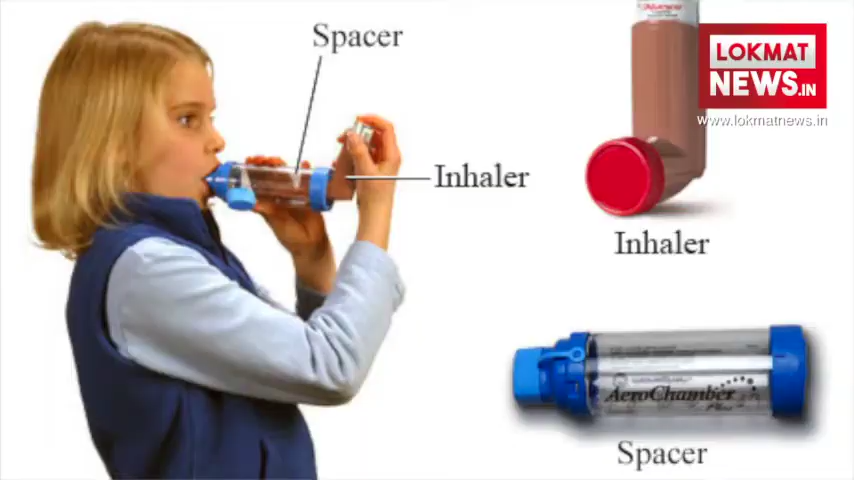 Spacer
Inhaler
LOKMAT
NEWS.IN
www.lokmatnews.in
Inhaler
AeroChamber
Plus
Spacer